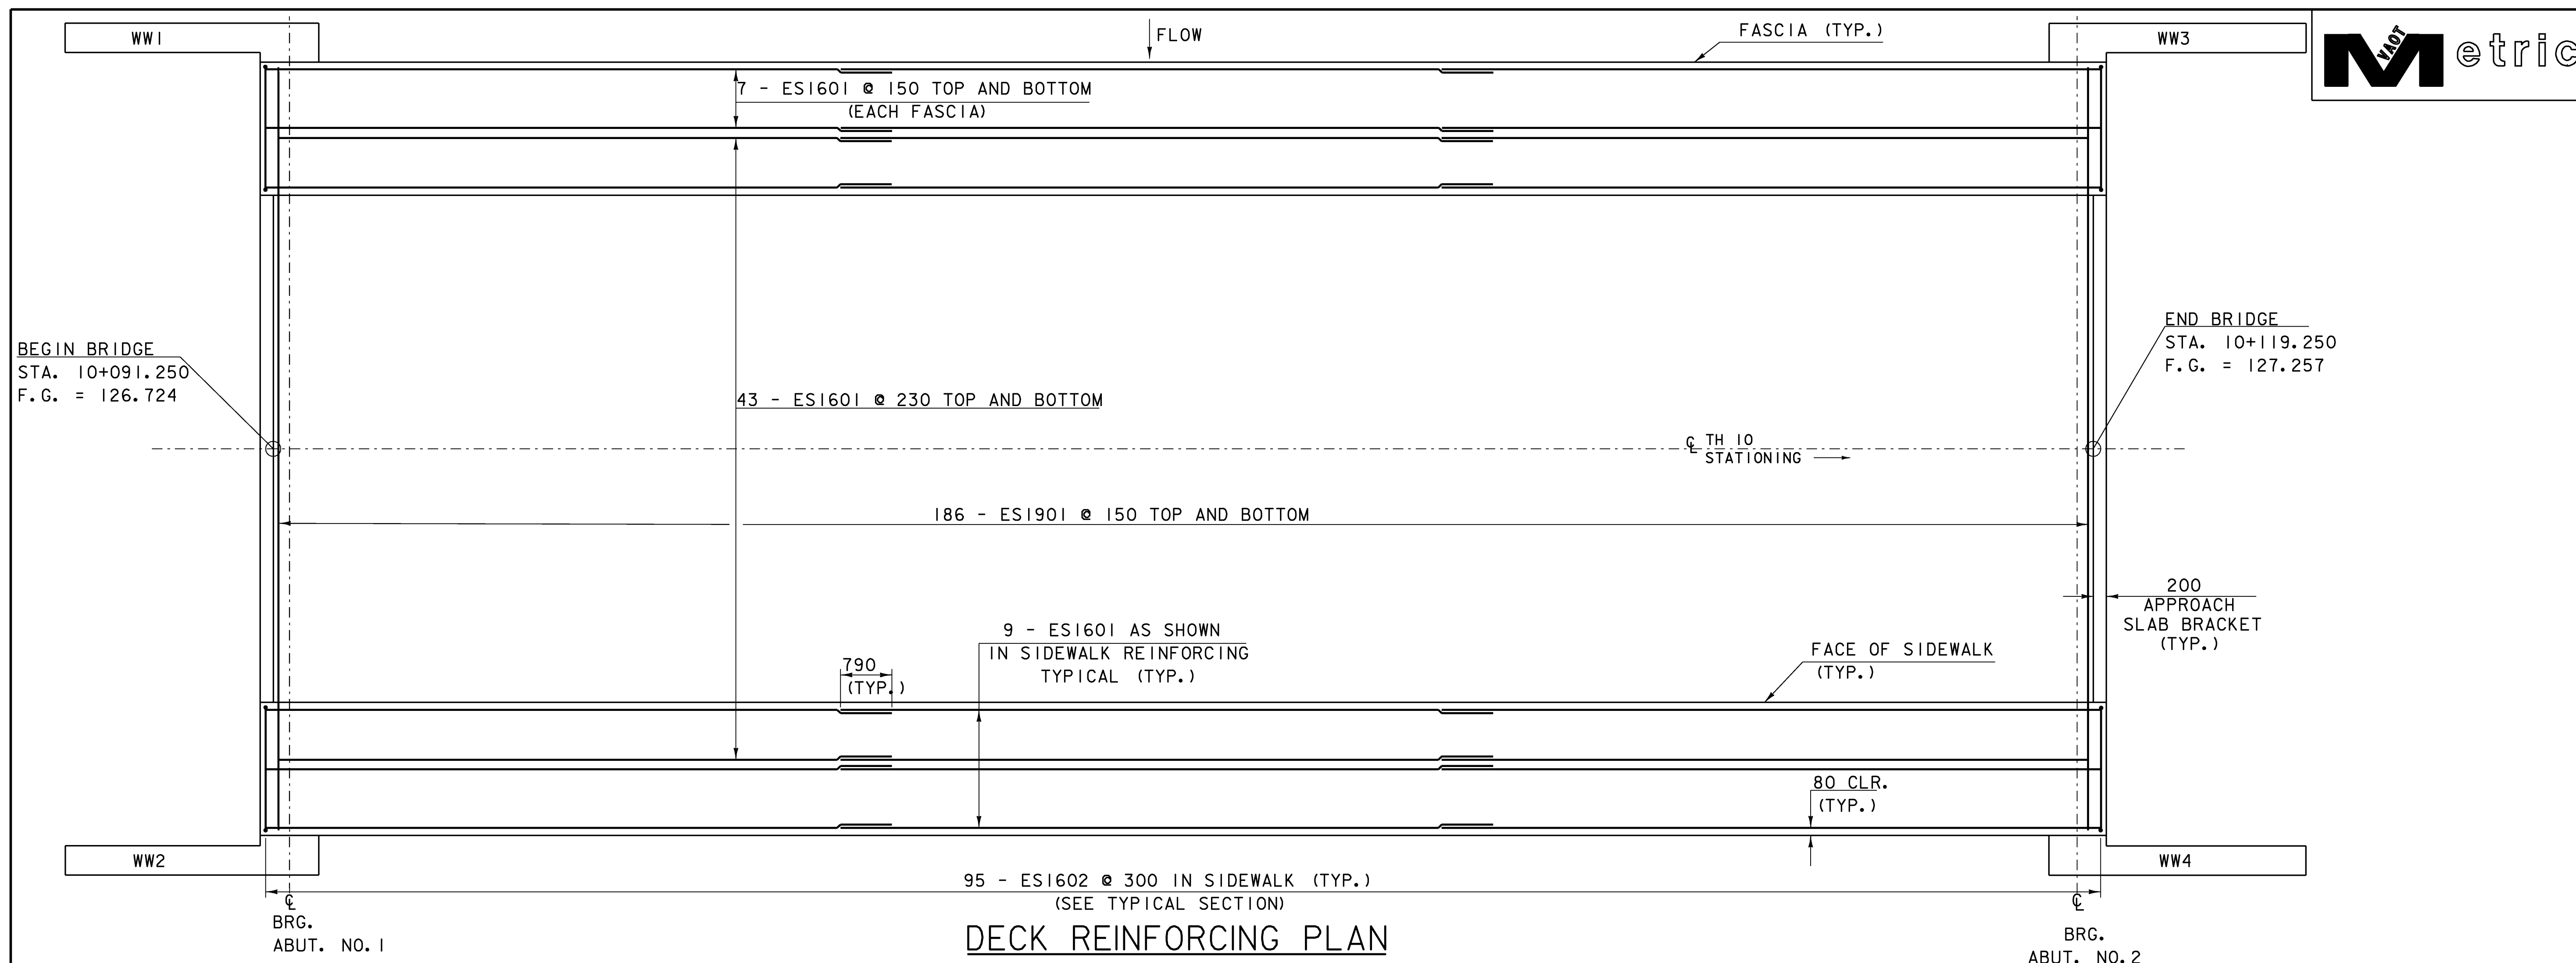 WW1
FLOW
FASCIA (TYP.)
WW3
VAOT
Metric
7 - ES1601 @ 150 TOP AND BOTTOM
(EACH FASCIA)
BEGIN BRIDGE
STA. 10+091.250
F.G. = 126.724
END BRIDGE
STA. 10+119.250
F.G. = 127.257
43 - ES1601 @ 230 TOP AND BOTTOM
℄ TH 10
STATIONING
186 - ES1901 @ 150 TOP AND BOTTOM
200
APPROACH
SLAB BRACKET
(TYP.)
9 - ES1601 AS SHOWN
IN SIDEWALK REINFORCING
TYPICAL (TYP.)
790
(TYP.)
FACE OF SIDEWALK
(TYP.)
80 CLR.
(TYP.)
WW2
WW4
95 - ES1602 @ 300 IN SIDEWALK (TYP.)
(SEE TYPICAL SECTION)
℄
BRG.
ABUT. NO.1
℄
BRG.
ABUT. NO.2
DECK REINFORCING PLAN